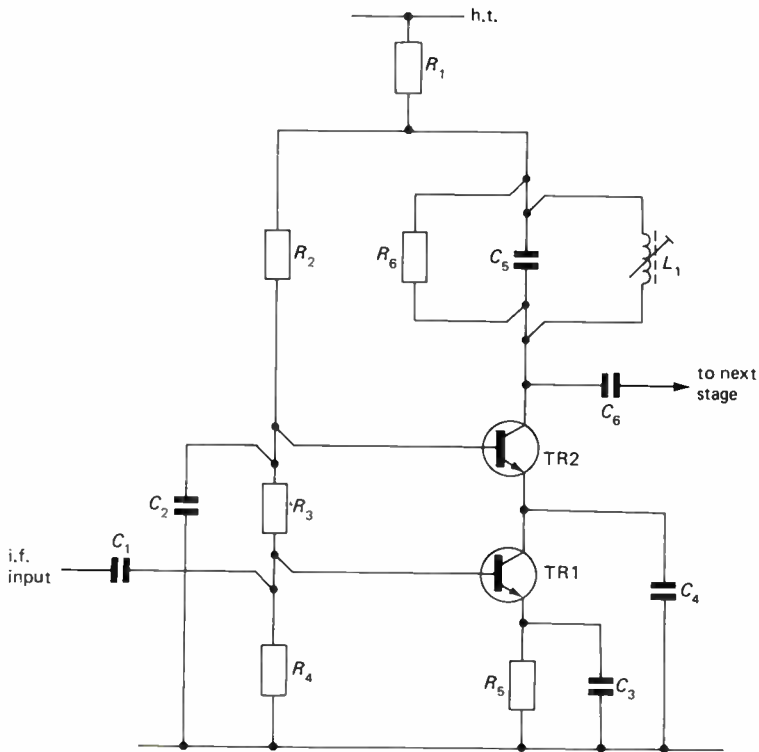 h.t.
R1
R2
R6
C5
L1
to next
stage
C6
TR2
C2
R3
C1
i.f.
input
TR1
C4
R4
R5
C3